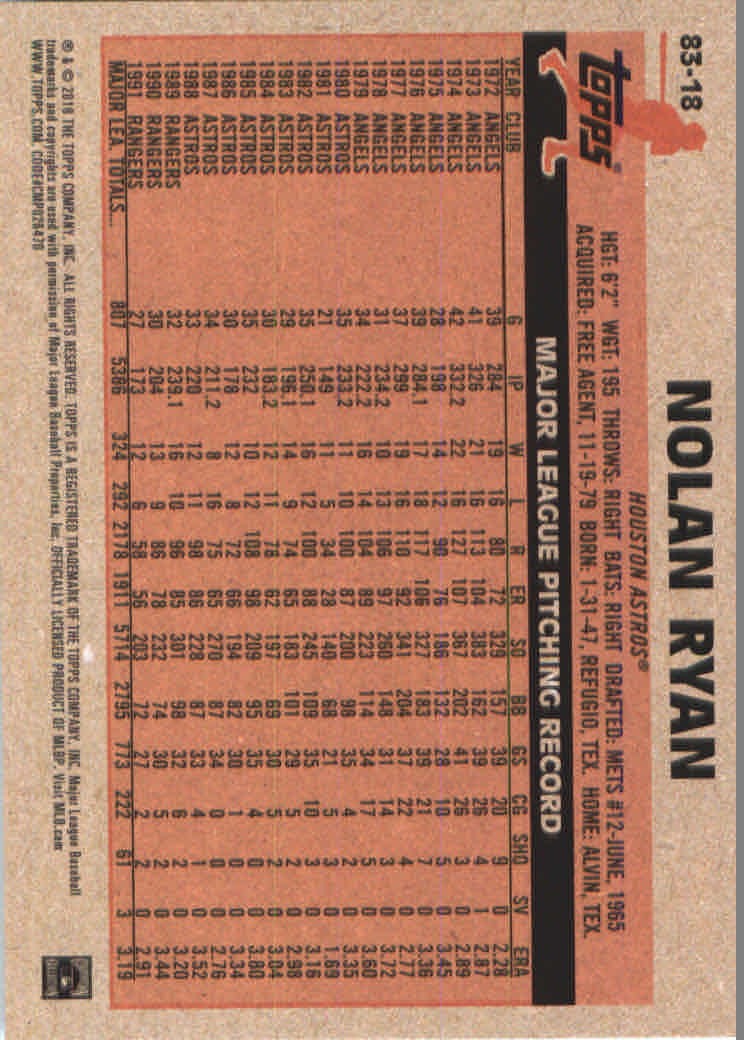 83-18
NOLAN RYAN
HOUSTON ASTROS®
topps®
HGT: 6'2" WGT: 195 THROWS: RIGHT BATS: RIGHT DRAFTED: METS #12-JUNE, 1965
ACQUIRED: FREE AGENT, 11-19-79 BORN: 1-31-47, REFUGIO, TEX. HOME: ALVIN, TEX.
MAJOR LEAGUE PITCHING RECORD
YEAR CLUB G IP W L R ER SO BB GS CG SHO SV ERA
1972 ANGELS 39 284 19 16 80 72 329 157 39 20 9 0 2.28
1973 ANGELS 41 326 21 16 113 104 383 162 39 26 4 1 2.87
1974 ANGELS 42 332.2 22 16 127 107 367 202 41 26 3 0 2.89
1975 ANGELS 28 198 14 12 90 76 186 132 28 10 5 0 3.45
1976 ANGELS 39 284.1 17 18 117 106 327 183 39 21 7 0 3.36
1977 ANGELS 37 299 19 16 110 92 341 204 37 22 4 0 2.77
1978 ANGELS 31 234.2 10 13 106 97 260 148 31 14 3 0 3.72
1979 ANGELS 34 222.2 16 14 104 89 223 114 34 17 5 0 3.60
1980 ASTROS 35 233.2 11 10 100 87 200 98 35 4 2 0 3.35
1981 ASTROS 21 149 11 5 34 28 140 68 21 5 3 0 1.69
1982 ASTROS 35 250.1 16 12 100 88 245 109 35 10 3 0 3.16
1983 ASTROS 29 196.1 14 9 74 65 183 101 29 5 2 0 2.98
1984 ASTROS 30 183.2 12 11 78 62 197 69 30 5 2 0 3.04
1985 ASTROS 35 232 10 12 108 98 209 95 35 4 0 0 3.80
1986 ASTROS 30 178 12 8 72 66 194 82 30 1 0 0 3.34
1987 ASTROS 34 211.2 8 16 75 65 270 87 34 0 0 0 2.76
1988 ASTROS 33 220 12 11 98 86 228 87 33 4 1 0 3.52
1989 RANGERS 32 239.1 16 10 96 85 301 98 32 6 2 0 3.20
1990 RANGERS 30 204 13 9 86 78 232 74 30 5 2 0 3.44
1991 RANGERS 27 173 12 6 58 56 203 72 27 2 2 0 2.91
MAJOR LEA. TOTALS... 807 5386 324 292 2178 1911 5714 2795 773 222 61 3 3.19
® & © 2018 THE TOPPS COMPANY, INC. ALL RIGHTS RESERVED. TOPPS IS A REGISTERED TRADEMARK OF THE TOPPS COMPANY, INC. Major League Baseball
trademarks and copyrights are used with permission of Major League Baseball Properties, Inc. OFFICIALLY LICENSED PRODUCT OF MLBP. Visit MLB.com
WWW.TOPPS.COM. CODE#CMP026470